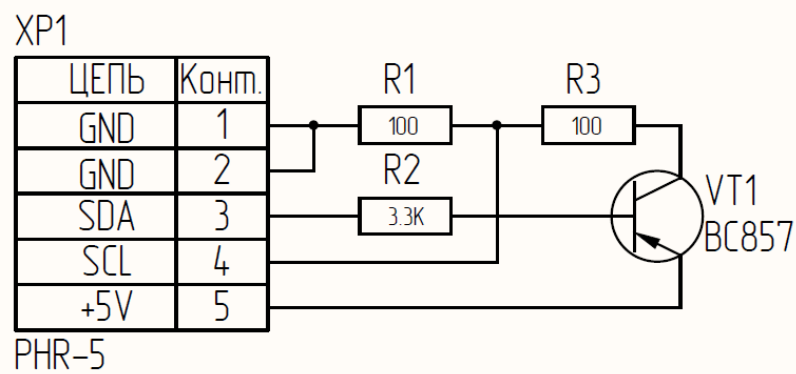 XP1
ЦЕПЬ Конт.
GND 1
GND 2
SDA 3
SCL 4
+5V 5
PHR-5
R1
100
R3
100
R2
3.3K
VT1
BC857